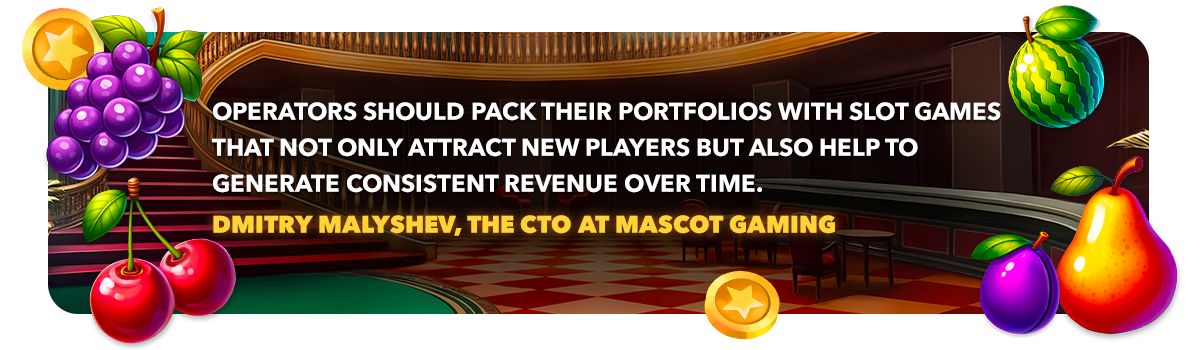 OPERATORS SHOULD PACK THEIR PORTFOLIOS WITH SLOT GAMES
THAT NOT ONLY ATTRACT NEW PLAYERS BUT ALSO HELP TO
GENERATE CONSISTENT REVENUE OVER TIME.
DMITRY MALYSHEV, THE CTO AT MASCOT GAMING